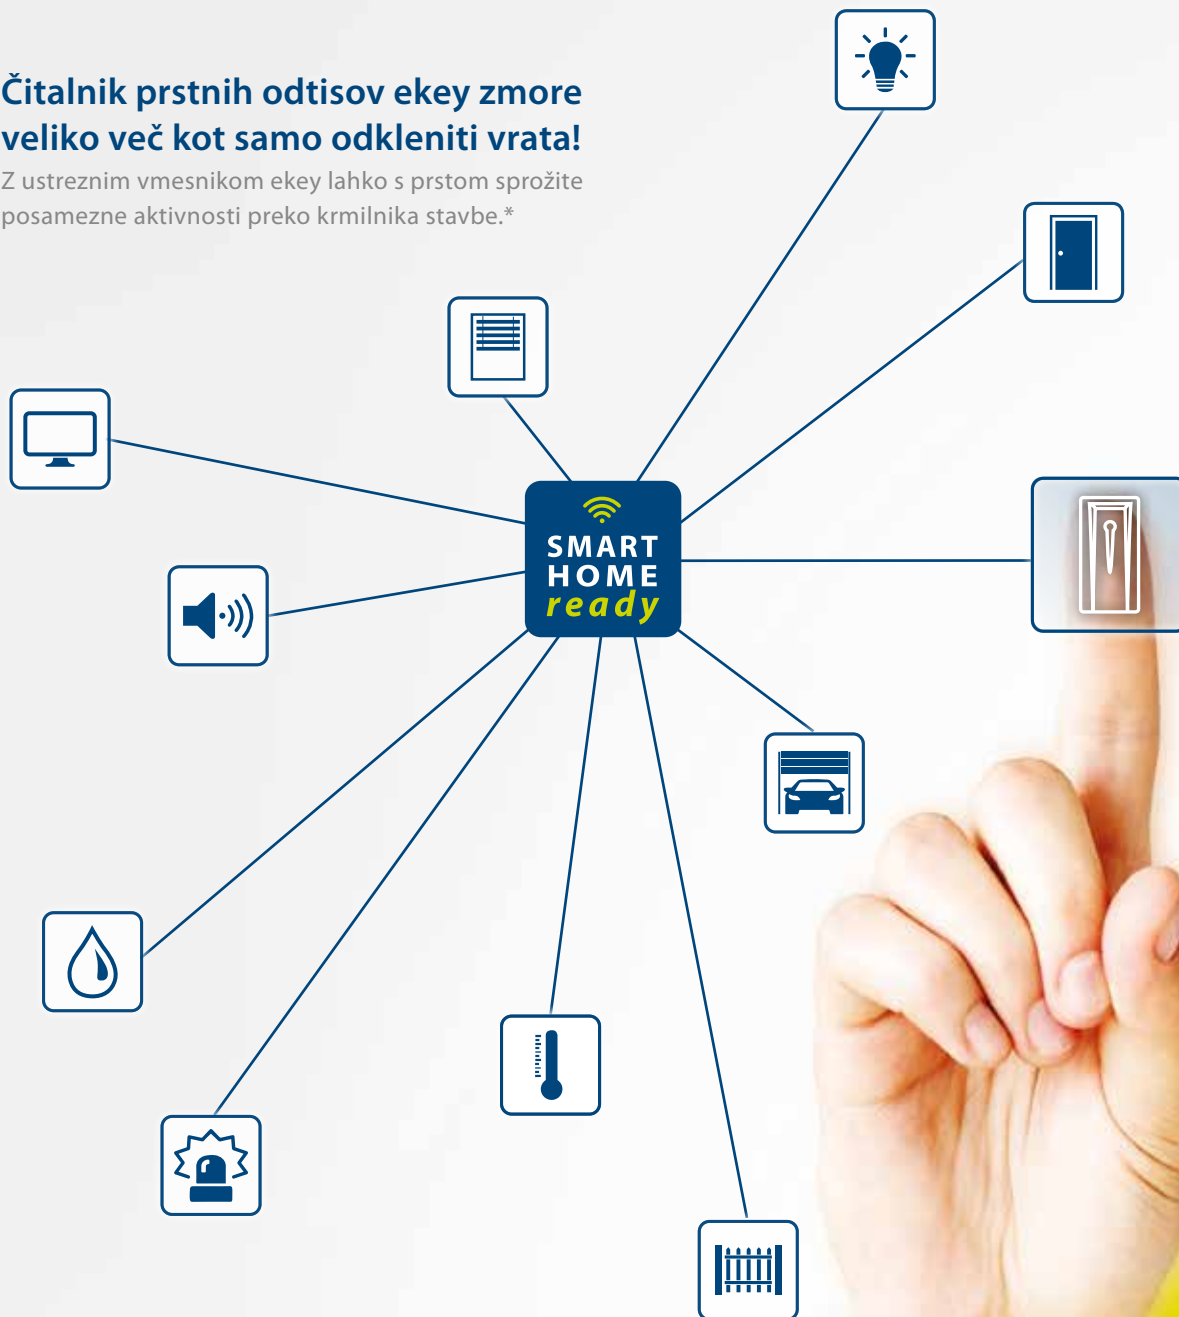 Čitalnik prstnih odtisov ekey zmore
veliko več kot samo odkleniti vrata!
Z ustreznim vmesnikom ekey lahko s prstom sprožite
posamezne aktivnosti preko krmilnika stavbe.*
SMART
HOME
ready